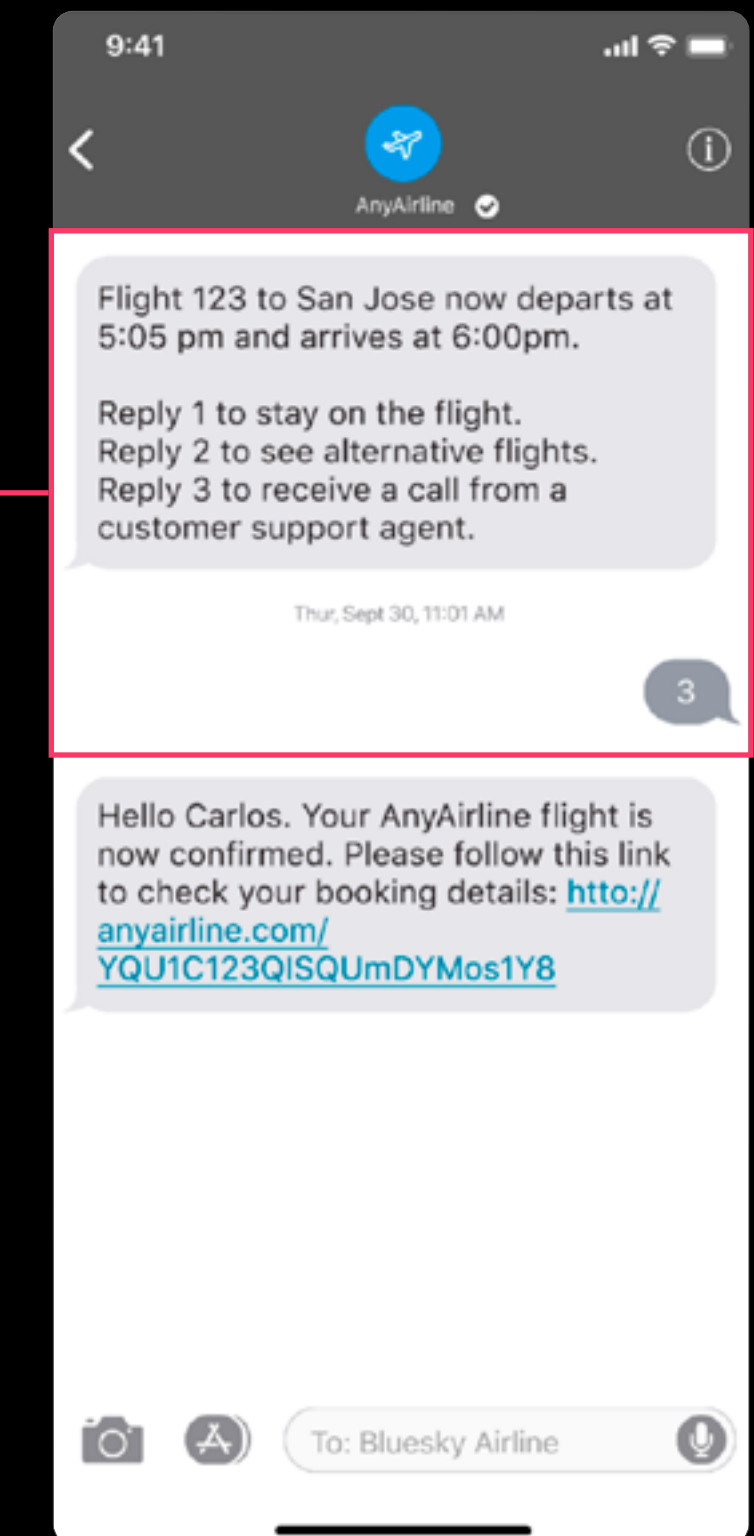 9:41
AnyAirline
Flight 123 to San Jose now departs at
5:05 pm and arrives at 6:00pm.
Reply 1 to stay on the flight.
Reply 2 to see alternative flights.
Reply 3 to receive a call from a
customer support agent.
Thur, Sept 30, 11:01 AM
3
Hello Carlos. Your AnyAirline flight is
now confirmed. Please follow this link
to check your booking details: htto://
anyairline.com/
YQU1C123QISQUmDYMos1Y8
To: Bluesky Airline